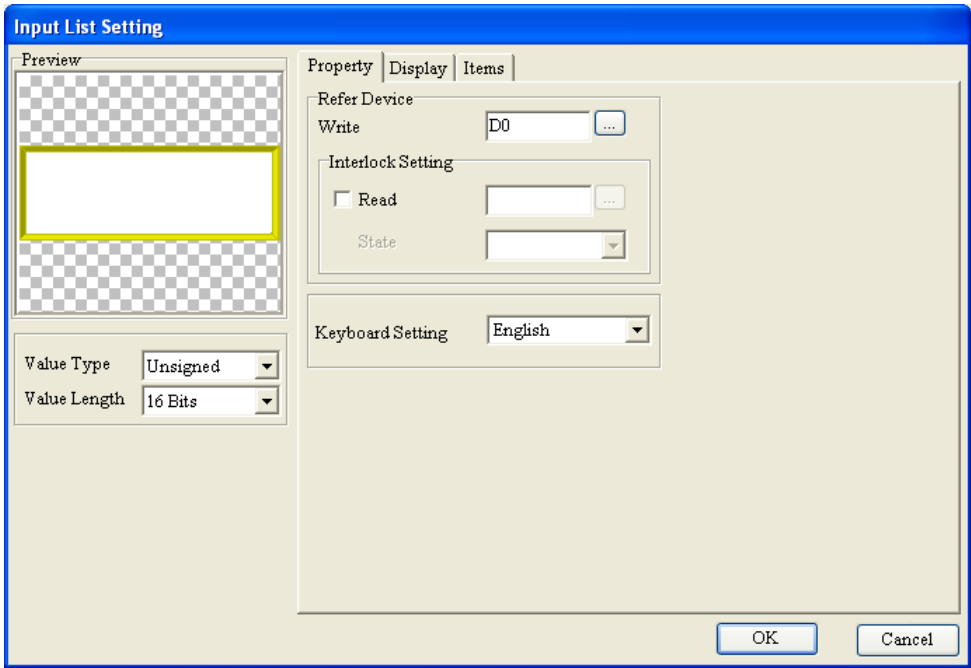 Input List Setting
Preview
Value Type Unsigned
Value Length 16 Bits
Property Display Items
Refer Device
Write D0 ...
Interlock Setting
Read ...
State
Keyboard Setting English
OK Cancel